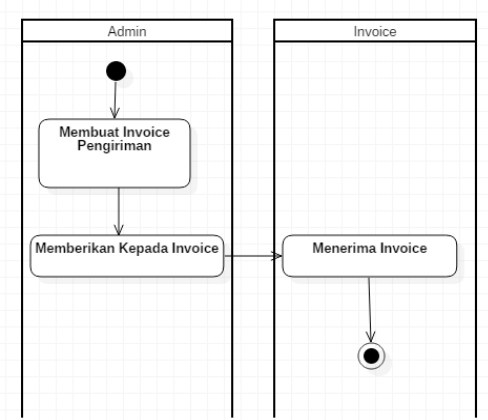 Admin
Invoice
Membuat Invoice
Pengiriman
Memberikan Kepada Invoice
Menerima Invoice